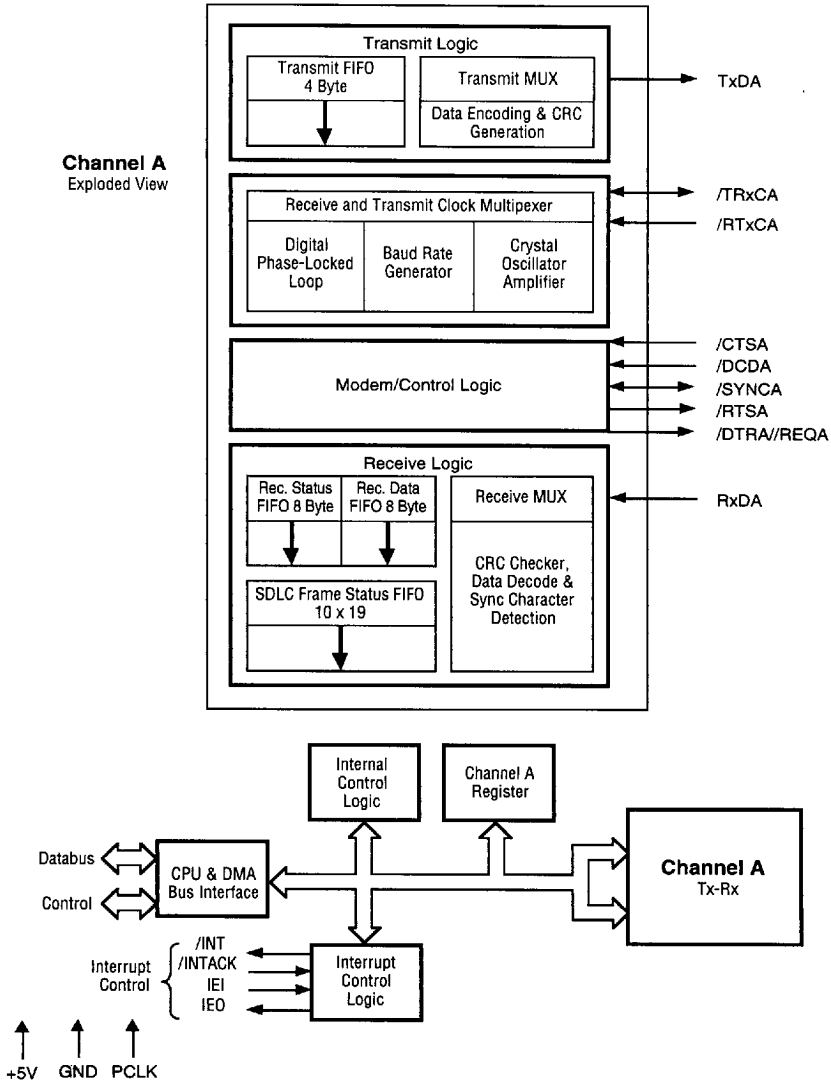 Transmit Logic
Transmit FIFO
4 Byte
Transmit MUX
Data Encoding & CRC
Generation
TxDA
Channel A
Exploded View
Receive and Transmit Clock Multipexer
Digital
Phase-Locked
Loop
Baud Rate
Generator
Crystal
Oscillator
Amplifier
/TRxCA
/RTxCA
Modem/Control Logic
/CTSA
/DCDA
/SYNCA
/RTSA
/DTRA//REQA
Receive Logic
Rec. Status
FIFO 8 Byte
Rec. Data
FIFO 8 Byte
Receive MUX
RxDA
CRC Checker,
Data Decode &
Sync Character
Detection
SDLC Frame Status FIFO
10 x 19
Internal
Control
Logic
Channel A
Register
Databus
Control
CPU & DMA
Bus Interface
Channel A
Tx-Rx
Interrupt
Control
/INT
/INTACK
IEI
IEO
Interrupt
Control
Logic
+5V GND PCLK